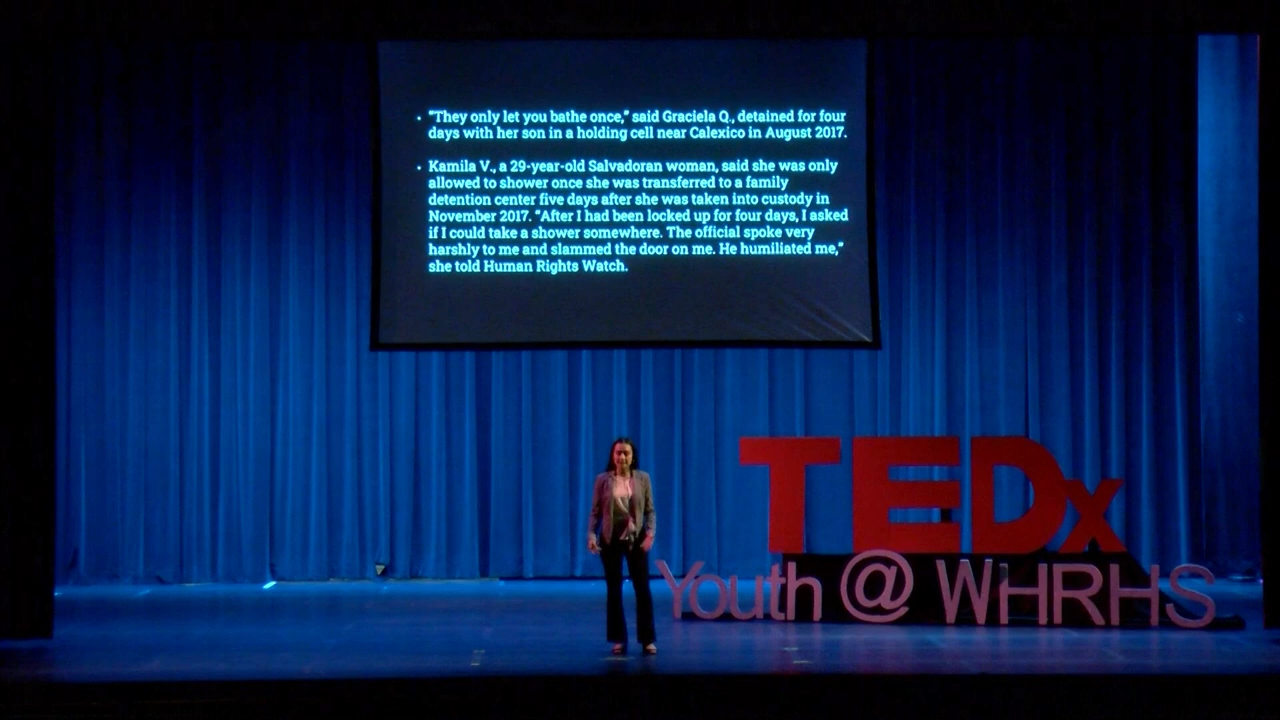 • "They only let you bathe once," said Graciela Q., detained for four
days with her son in a holding cell near Calexico in August 2017.
• Kamila V., a 29-year-old Salvadoran woman, said she was only
allowed to shower once she was transferred to a family
detention center five days after she was taken into custody in
November 2017. "After I had been locked up for four days, I asked
if I could take a shower somewhere. The official spoke very
harshly to me and slammed the door on me. He humiliated me,"
she told Human Rights Watch.
TEDx
Youth @ WHRHS